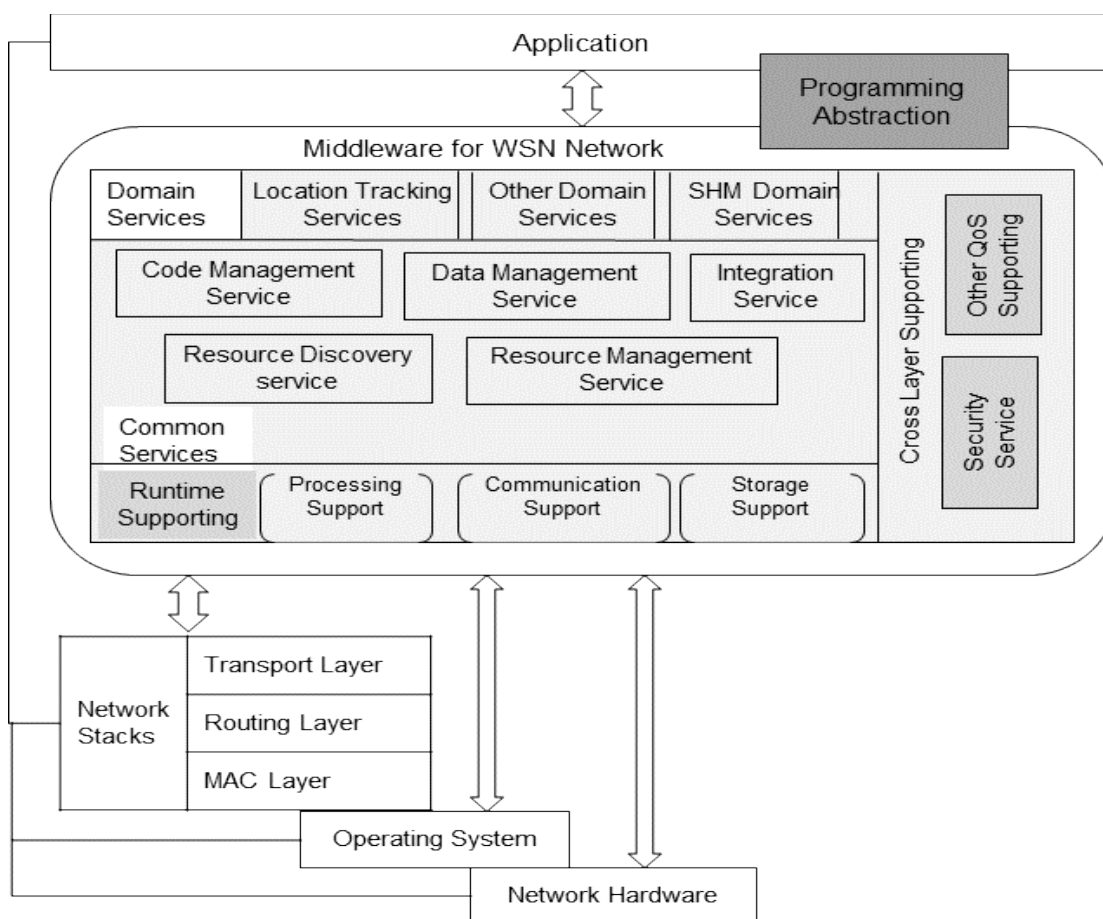 Application
Programming
Abstraction
Middleware for WSN Network
Domain
Services
Location Tracking
Services
Other Domain
Services
SHM Domain
Services
Code Management
Service
Data Management
Service
Integration
Service
Resource Discovery
service
Resource Management
Service
Common
Services
Runtime
Supporting
Processing
Support
Communication
Support
Storage
Support
Cross Layer Supporting
Other QoS
Supporting
Security
Service
Network
Stacks
Transport Layer
Routing Layer
MAC Layer
Operating System
Network Hardware